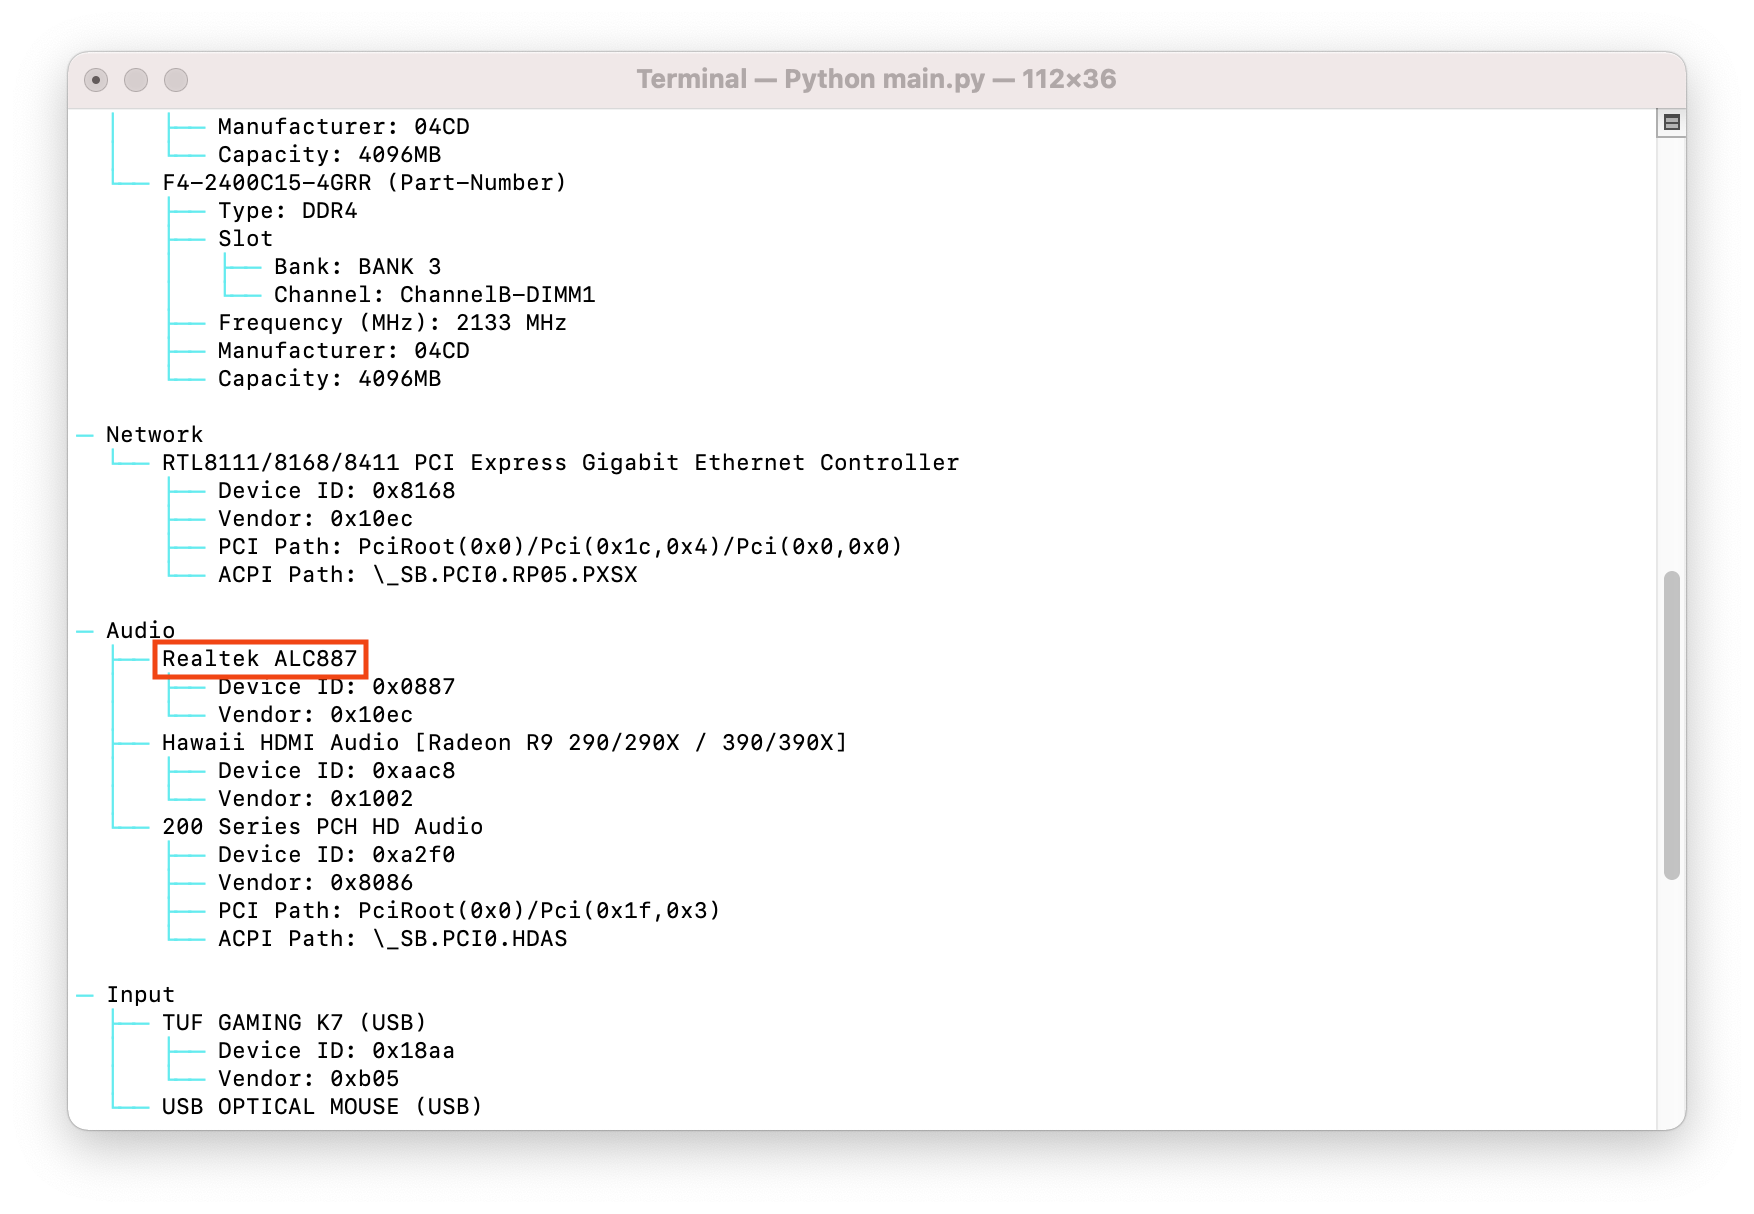 Terminal — Python main.py — 112×36
Manufacturer: 04CD
Capacity: 4096MB
F4-2400C15-4GRR (Part-Number)
Type: DDR4
Slot
Bank: BANK 3
Channel: ChannelB-DIMM1
Frequency (MHz): 2133 MHz
Manufacturer: 04CD
Capacity: 4096MB
Network
RTL8111/8168/8411 PCI Express Gigabit Ethernet Controller
Device ID: 0x8168
Vendor: 0x10ec
PCI Path: PciRoot(0x0)/Pci(0x1c,0x4)/Pci(0x0,0x0)
ACPI Path: \_SB.PCI0.RP05.PXSX
Audio
Realtek ALC887
Device ID: 0x0887
Vendor: 0x10ec
Hawaii HDMI Audio [Radeon R9 290/290X / 390/390X]
Device ID: 0xaac8
Vendor: 0x1002
200 Series PCH HD Audio
Device ID: 0xa2f0
Vendor: 0x8086
PCI Path: PciRoot(0x0)/Pci(0x1f,0x3)
ACPI Path: \_SB.PCI0.HDAS
Input
TUF GAMING K7 (USB)
Device ID: 0x18aa
Vendor: 0xb05
USB OPTICAL MOUSE (USB)